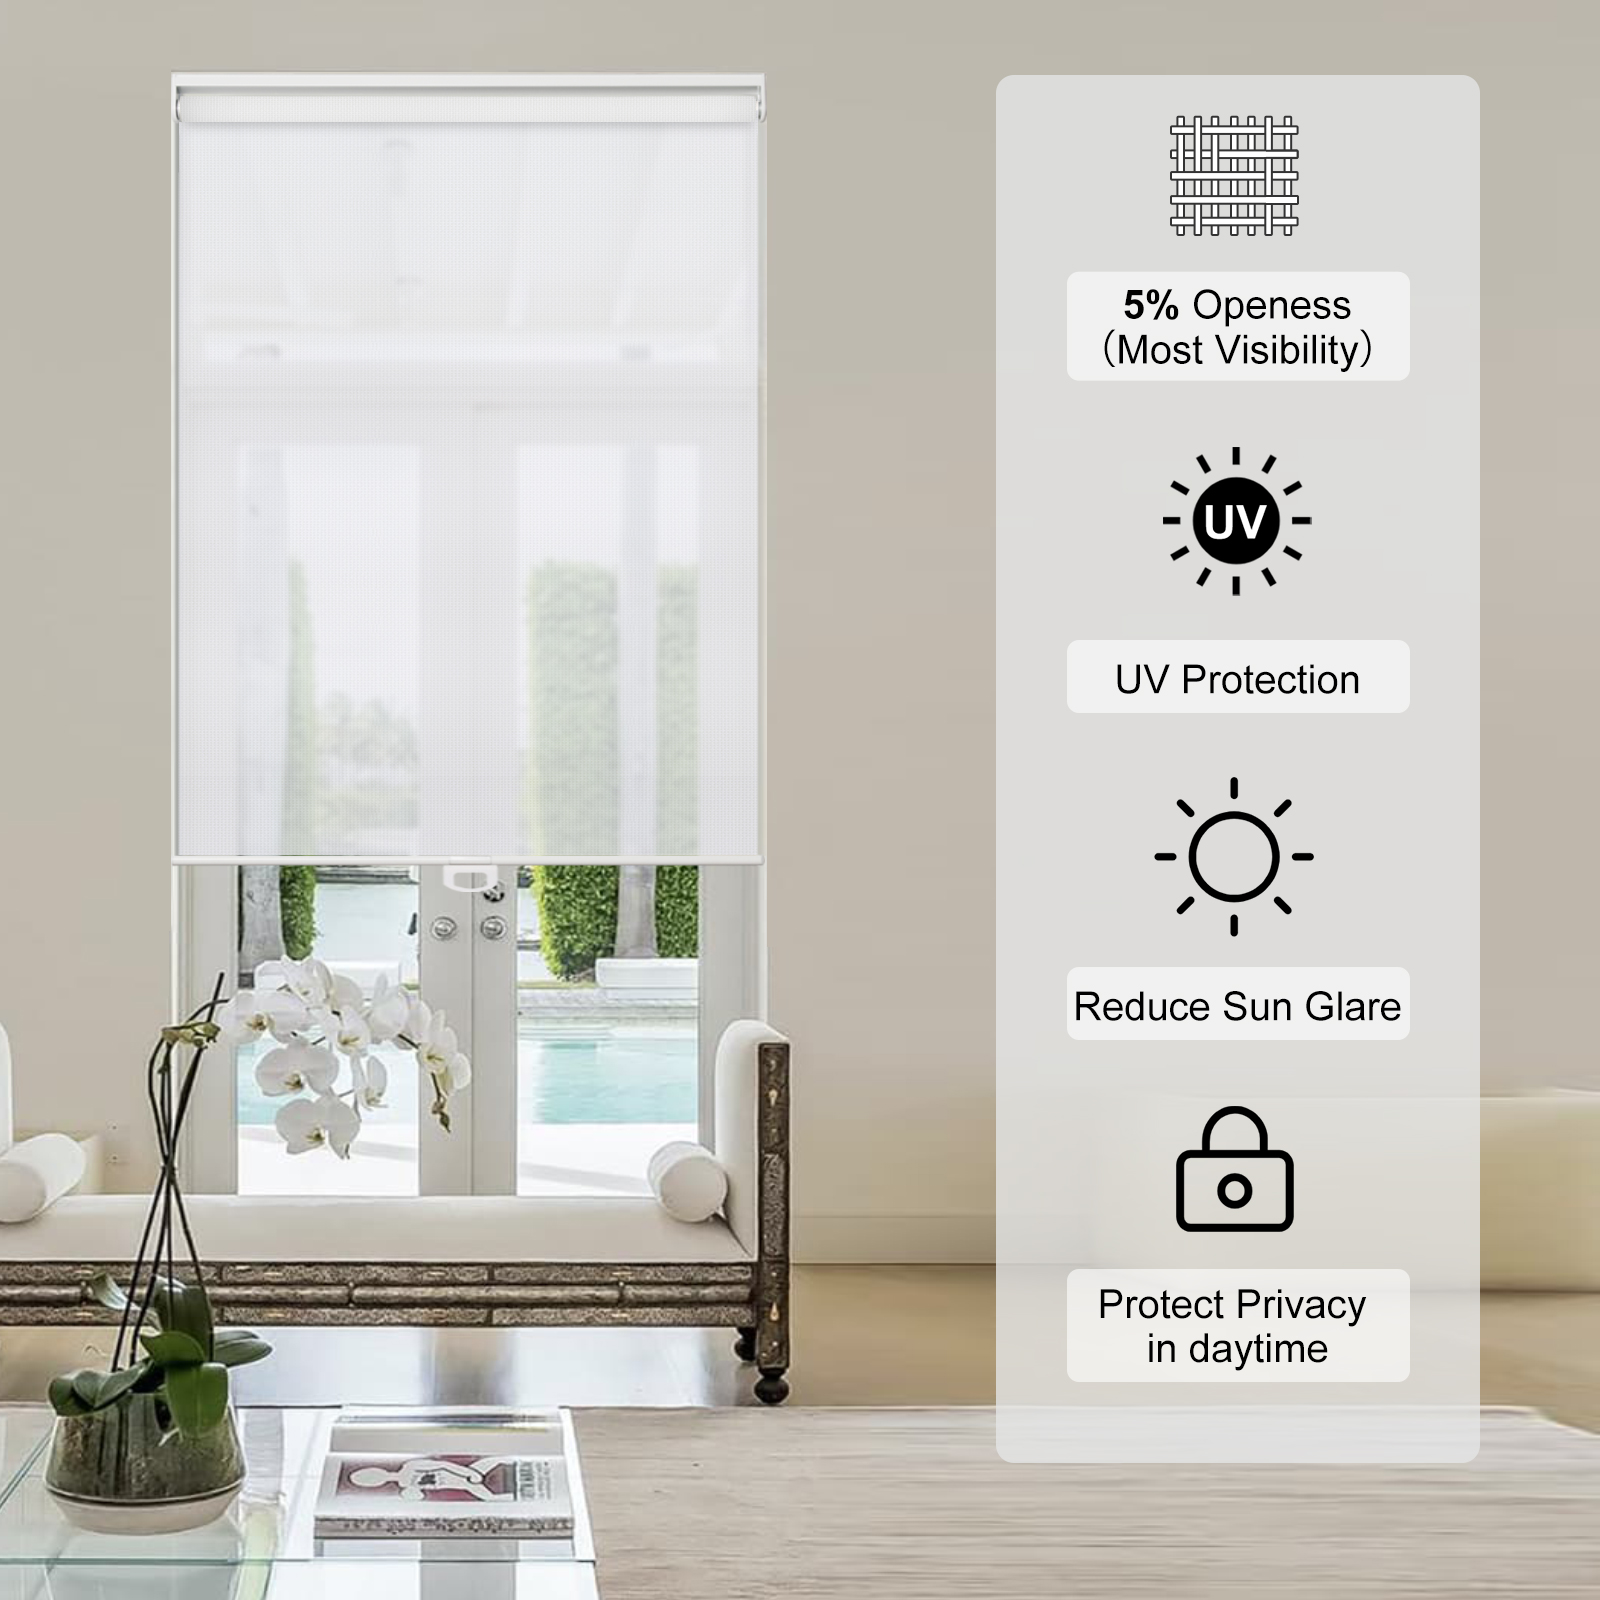 5% Openess
（Most Visibility）
UV
UV Protection
Reduce Sun Glare
Protect Privacy
in daytime